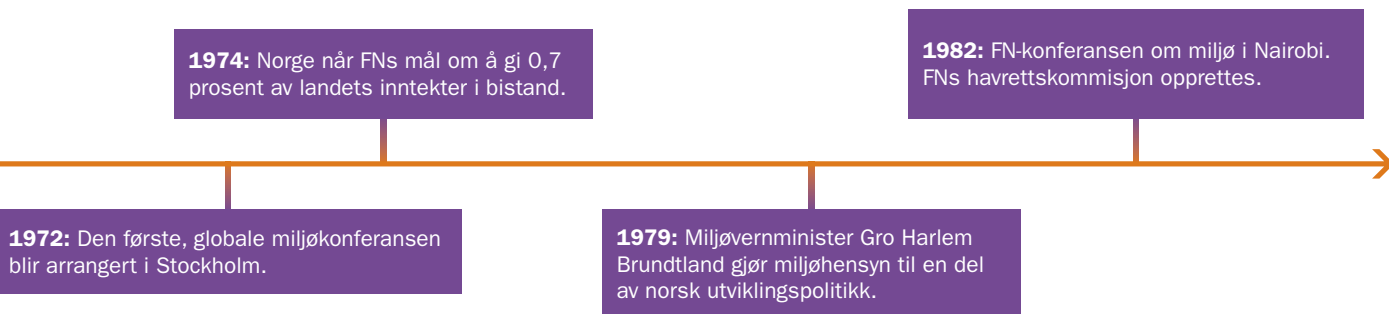 1974: Norge når FNs mål om å gi 0,7
prosent av landets inntekter i bistand.
1982: FN-konferansen om miljø i Nairobi.
FNs havrettskommisjon opprettes.
1972: Den første, globale miljøkonferansen
blir arrangert i Stockholm.
1979: Miljøvernminister Gro Harlem
Brundtland gjør miljøhensyn til en del
av norsk utviklingspolitikk.